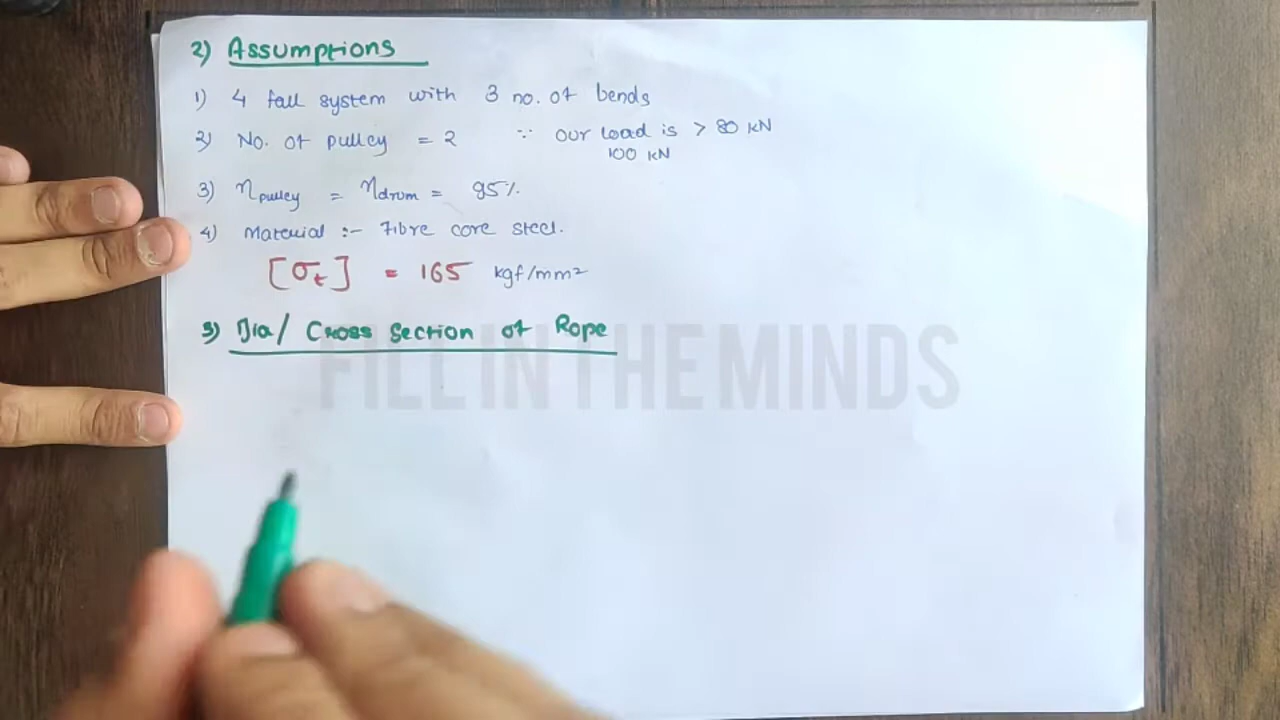 2) Assumptions
1) 4 fall system with 3 no. of bends
2) No. of pulley = 2 ∵ our load is > 80 kN
100 kN
3) η pulley = η drum = 95%.
4) Material :- Fibre core steel.
[σt] = 165 kgf/mm²
3) Dia/ Cross section of Rope
FILL IN THE MINDS